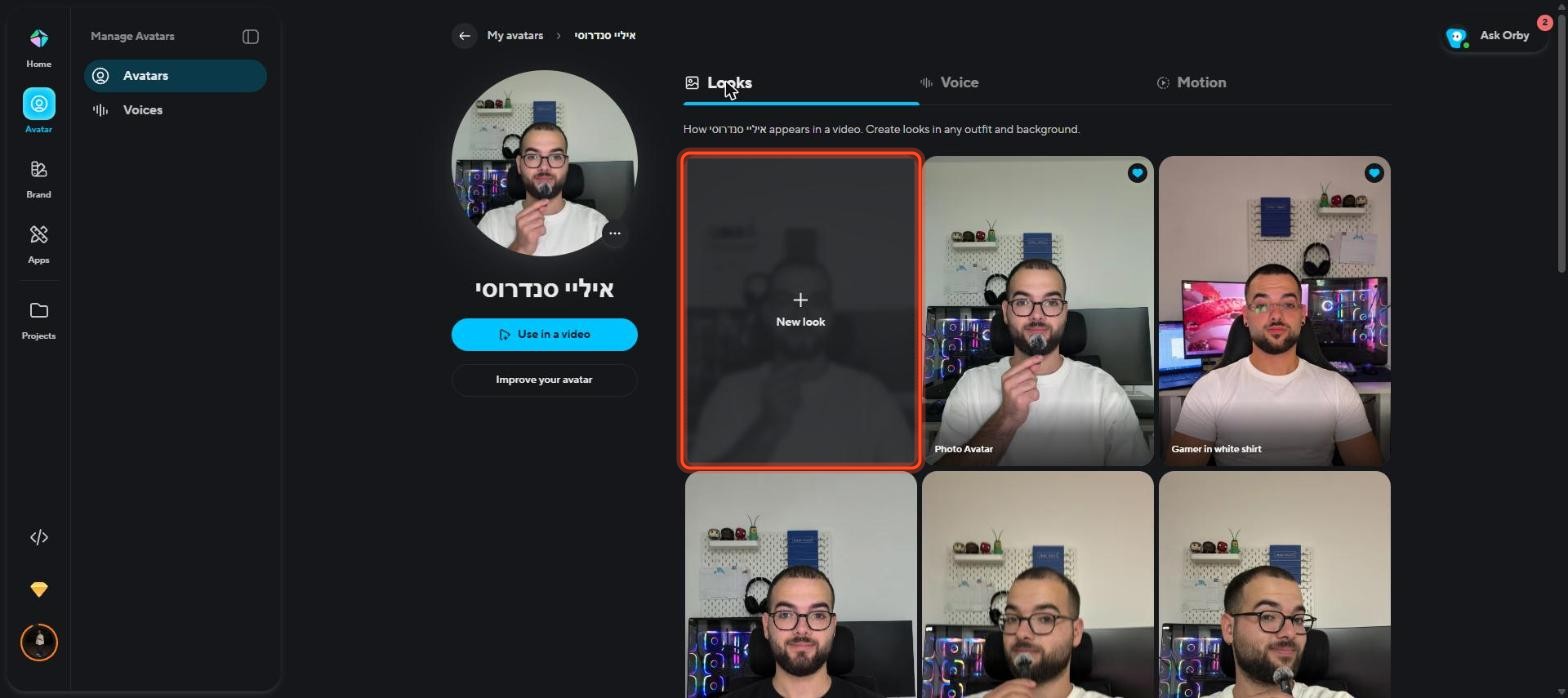 Home
Avatar
Brand
Apps
Projects
Manage Avatars
Avatars
Voices
My avatars › איליי סנדרוסי
איליי סנדרוסי
Use in a video
Improve your avatar
Looks
Voice
Motion
How איליי סנדרוסי appears in a video. Create looks in any outfit and background.
New look
Photo Avatar
Gamer in white shirt
2
Ask Orby